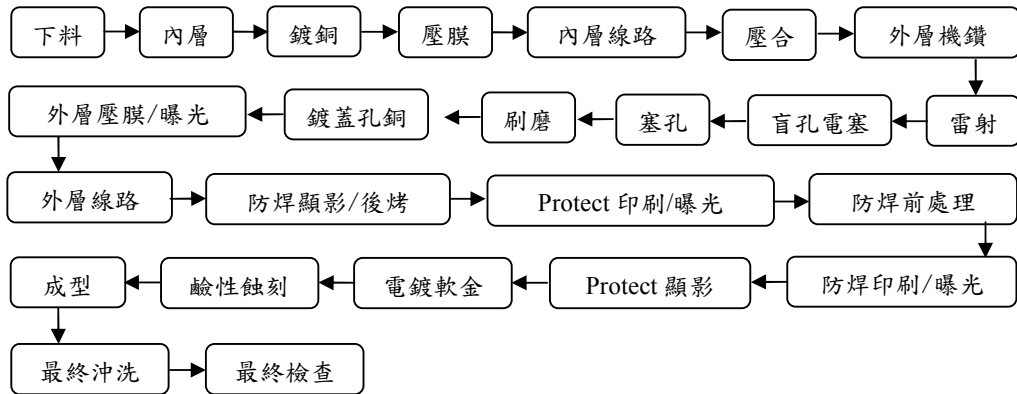 下料 內層 鍍銅 壓膜 內層線路 壓合 外層機鑽
外層壓膜/曝光 鍍蓋孔銅 刷磨 塞孔 盲孔電塞 雷射
外層線路 防焊顯影/後烤 Protect 印刷/曝光 防焊前處理
成型 鹼性蝕刻 電鍍軟金 Protect 顯影 防焊印刷/曝光
最終沖洗 最終檢查